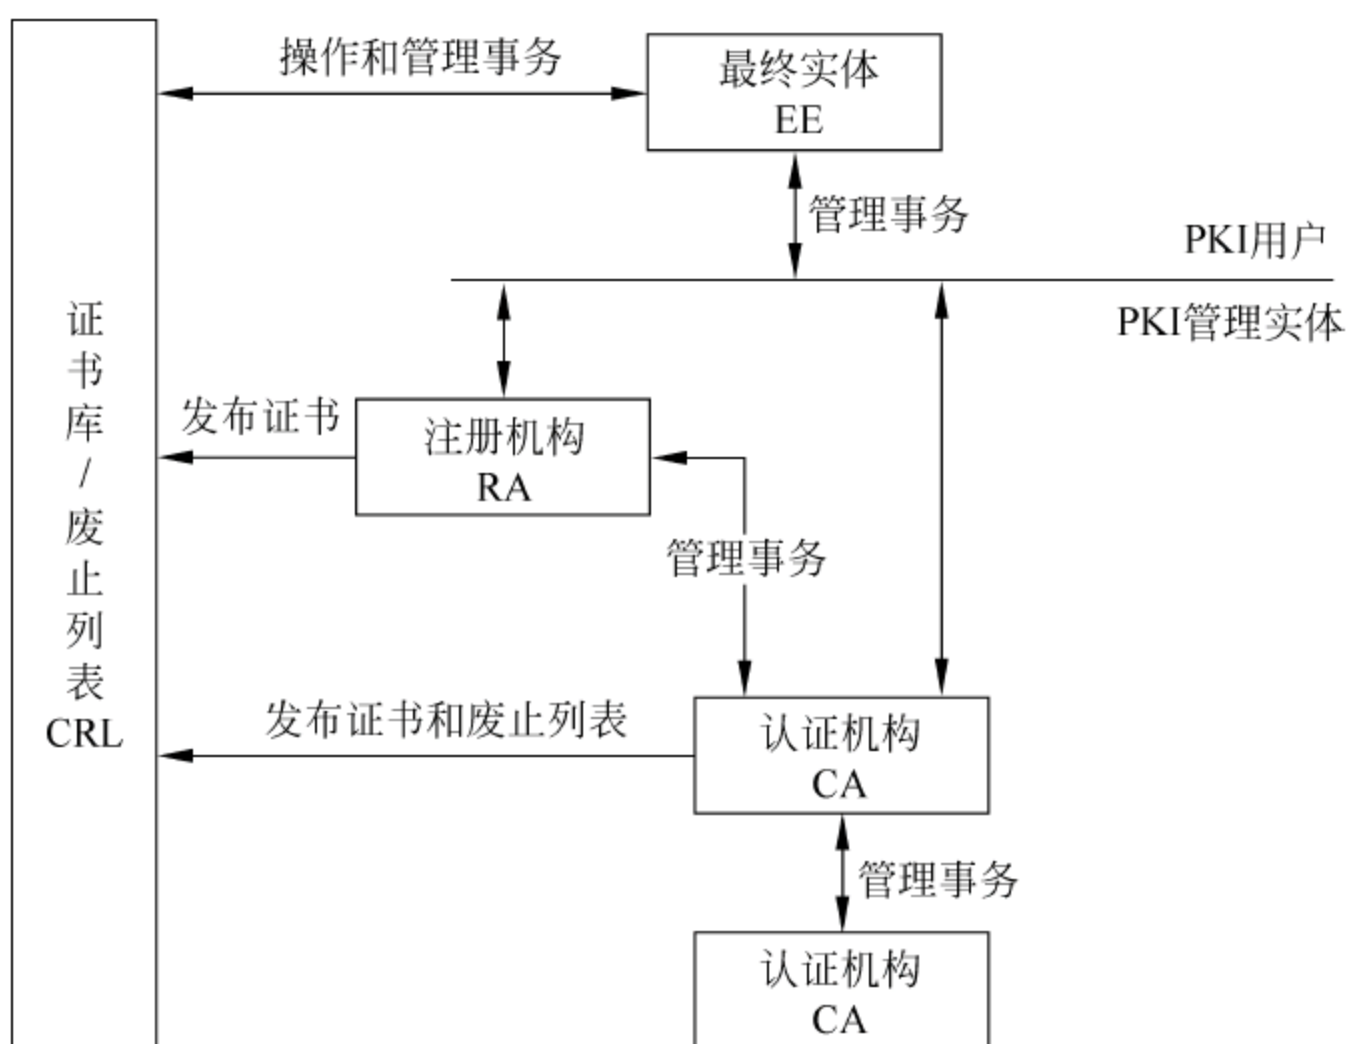 操作和管理事务
最终实体
EE
管理事务
PKI用户
PKI管理实体
证
书
库
/
废
止
列
表
CRL
发布证书
注册机构
RA
管理事务
发布证书和废止列表
认证机构
CA
管理事务
认证机构
CA